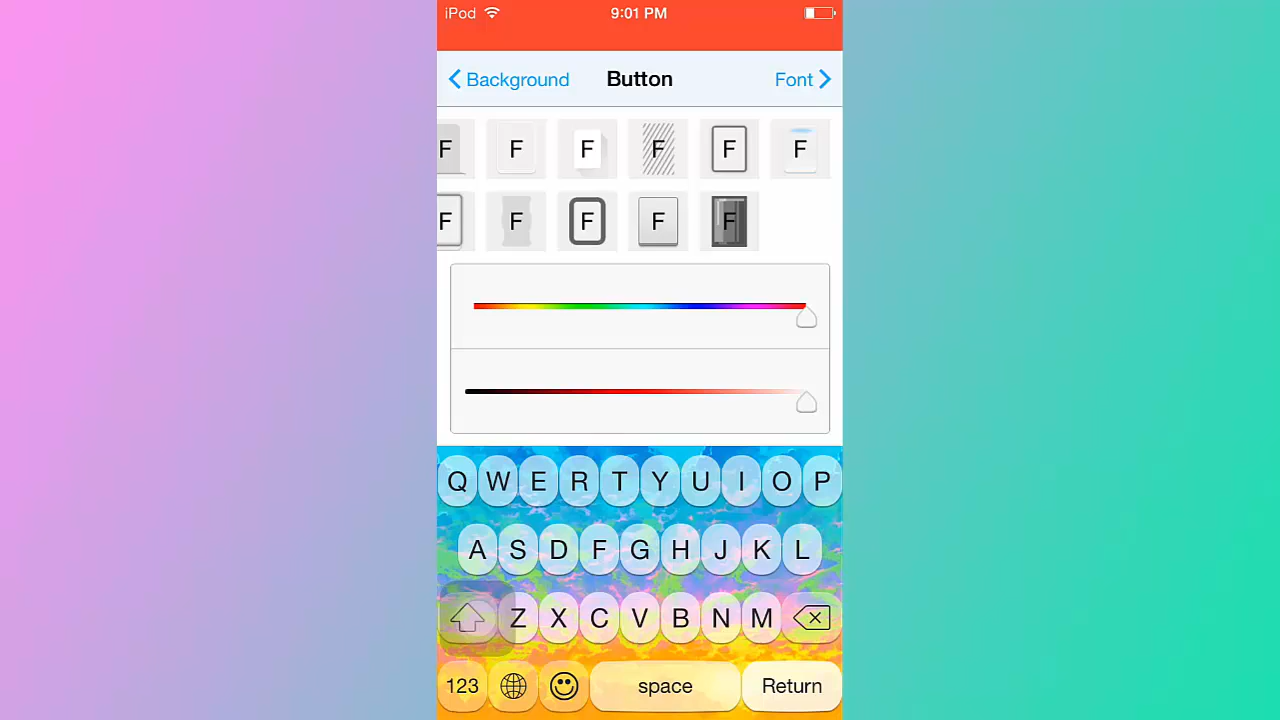 iPod 9:01 PM
Background Button Font
F F F F F F
F F F F F
Q W E R T Y U I O P
A S D F G H J K L
Z X C V B N M
123 space Return